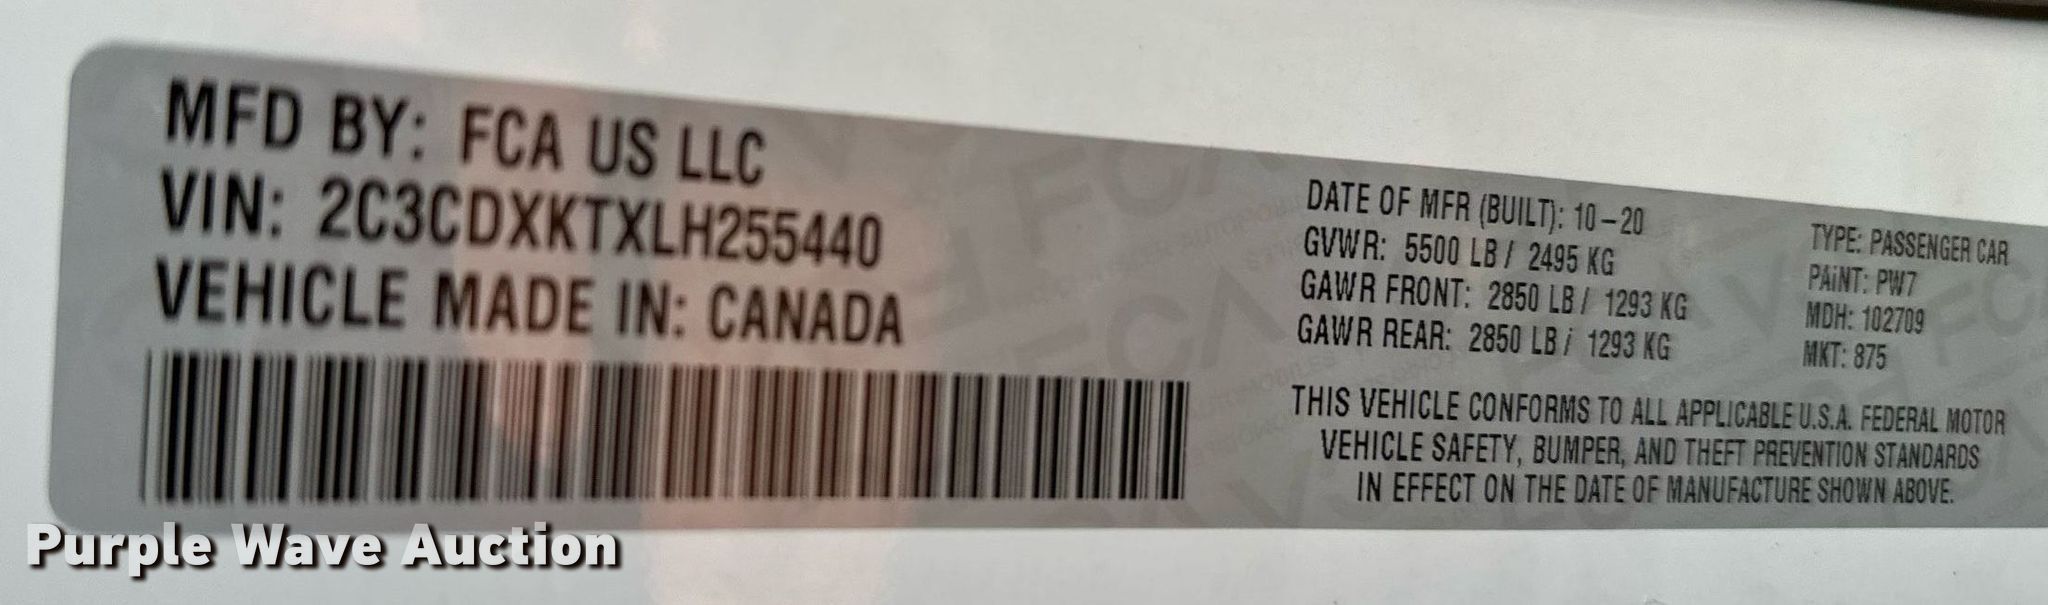 MFD BY: FCA US LLC
VIN: 2C3CDXKTXLH255440
VEHICLE MADE IN: CANADA
DATE OF MFR (BUILT): 10-20
GVWR: 5500 LB / 2495 KG
GAWR FRONT: 2850 LB / 1293 KG
GAWR REAR: 2850 LB / 1293 KG
TYPE: PASSENGER CAR
PAINT: PW7
MDH: 102709
MKT: 875
THIS VEHICLE CONFORMS TO ALL APPLICABLE U.S.A. FEDERAL MOTOR
VEHICLE SAFETY, BUMPER, AND THEFT PREVENTION STANDARDS
IN EFFECT ON THE DATE OF MANUFACTURE SHOWN ABOVE.
Purple Wave Auction